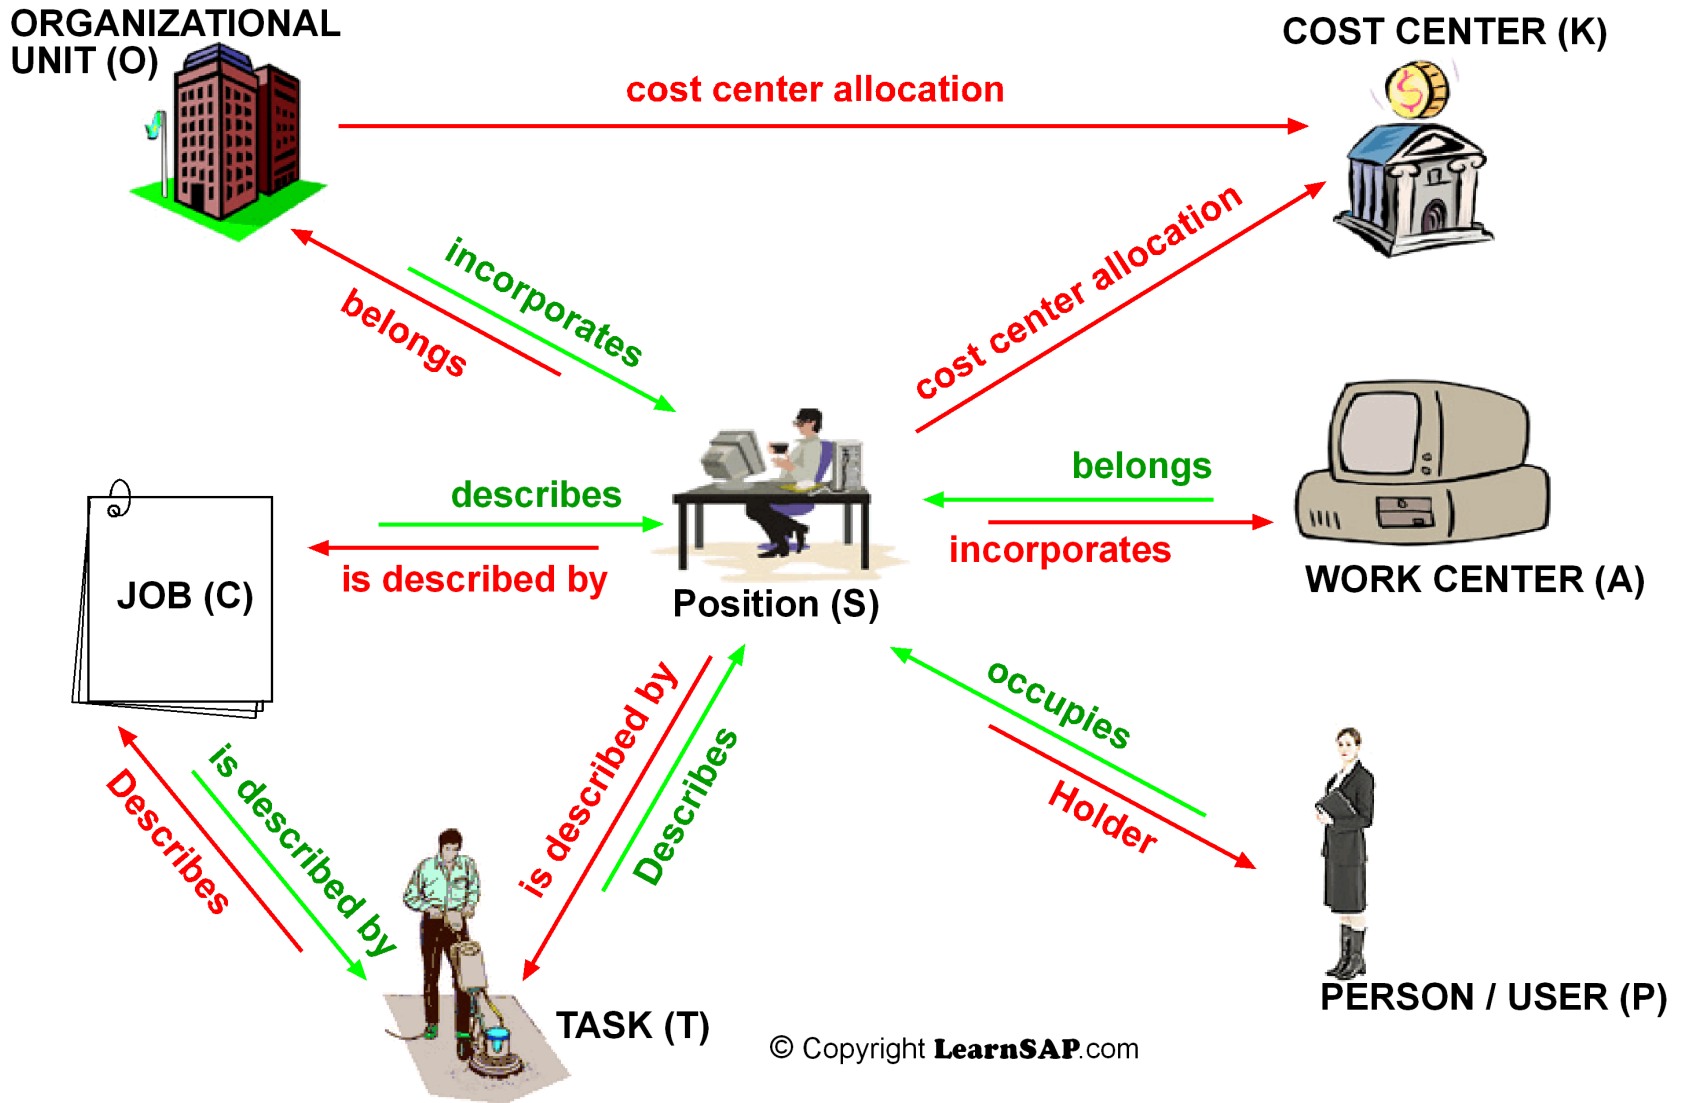 ORGANIZATIONAL
UNIT (O)
COST CENTER (K)
cost center allocation
cost center allocation
incorporates
belongs
describes
is described by
JOB (C)
Position (S)
belongs
incorporates
WORK CENTER (A)
is described by
Describes
occupies
Holder
is described by
Describes
TASK (T)
PERSON / USER (P)
© Copyright LearnSAP.com